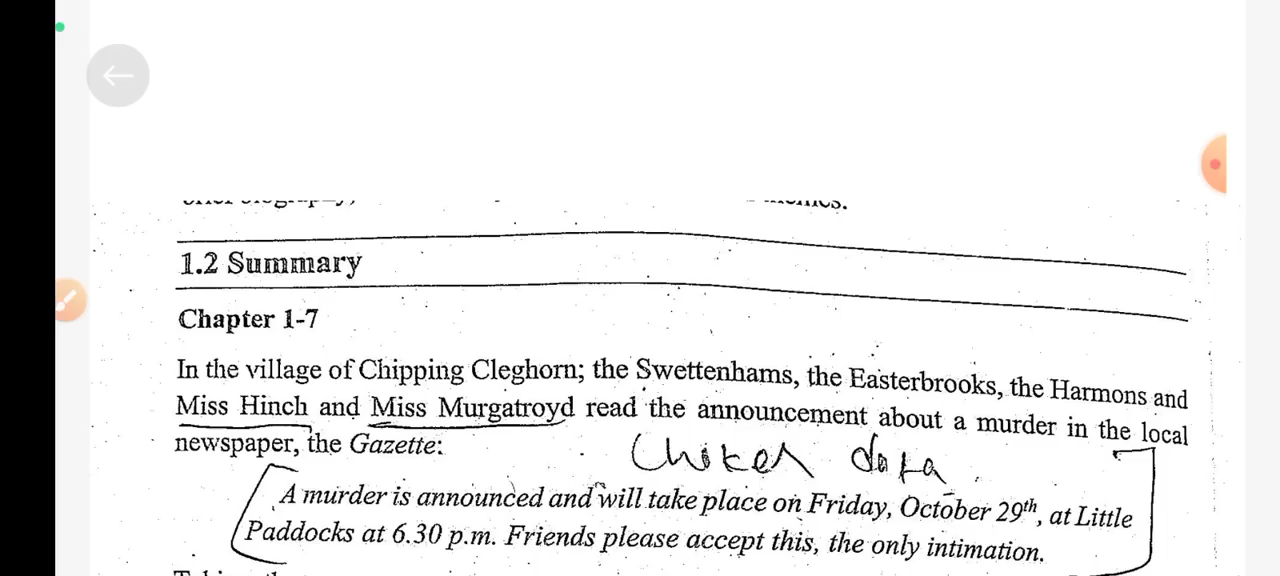 1.2 Summary
Chapter 1-7
In the village of Chipping Cleghorn; the Swettenhams, the Easterbrooks, the Harmons and
Miss Hinch and Miss Murgatroyd read the announcement about a murder in the local
newspaper, the Gazette:
A murder is announced and will take place on Friday, October 29th, at Little
Paddocks at 6.30 p.m. Friends please accept this, the only intimation.